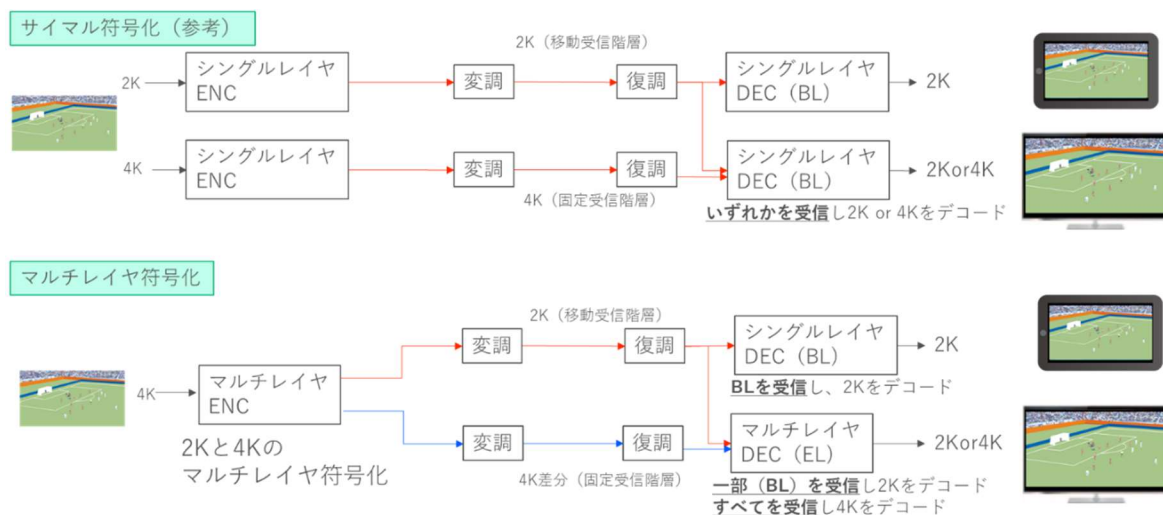 サイマル符号化（参考）
2K（移動受信階層）
2K
シングルレイヤ
ENC
変調
復調
シングルレイヤ
DEC（BL）
2K
4K
シングルレイヤ
ENC
変調
復調
シングルレイヤ
DEC（BL）
2Kor4K
4K（固定受信階層）
いずれかを受信し2K or 4Kをデコード
マルチレイヤ符号化
2K（移動受信階層）
変調
復調
シングルレイヤ
DEC（BL）
2K
BLを受信し、2Kをデコード
4K
マルチレイヤ
ENC
2Kと4Kの
マルチレイヤ符号化
変調
復調
マルチレイヤ
DEC（EL）
2Kor4K
4K差分（固定受信階層）
一部（BL）を受信し2Kをデコード
すべてを受信し4Kをデコード